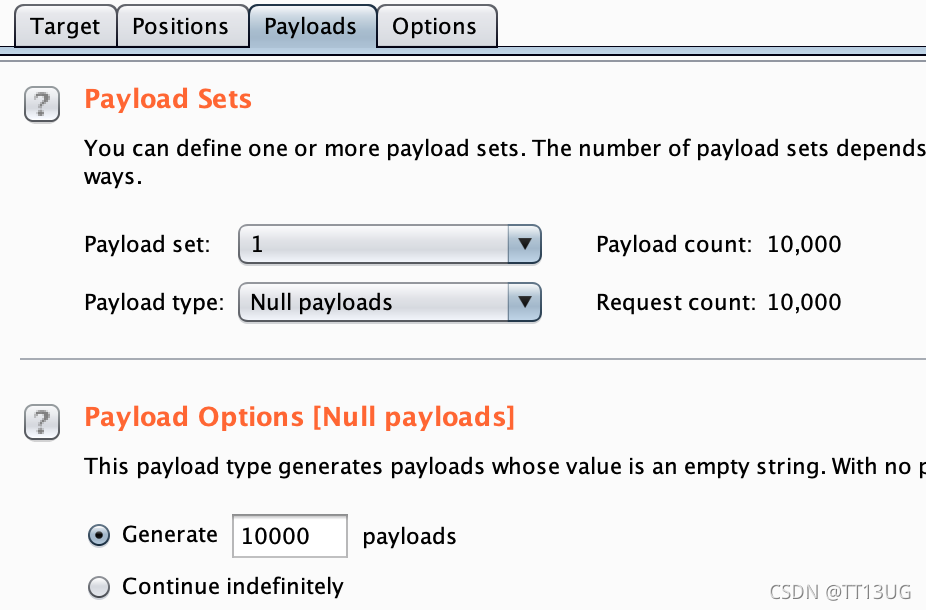 Target Positions Payloads Options
? Payload Sets
You can define one or more payload sets. The number of payload sets depends
ways.
Payload set: 1 Payload count: 10,000
Payload type: Null payloads Request count: 10,000
? Payload Options [Null payloads]
This payload type generates payloads whose value is an empty string. With no p
Generate 10000 payloads
Continue indefinitely
CSDN @TT13UG